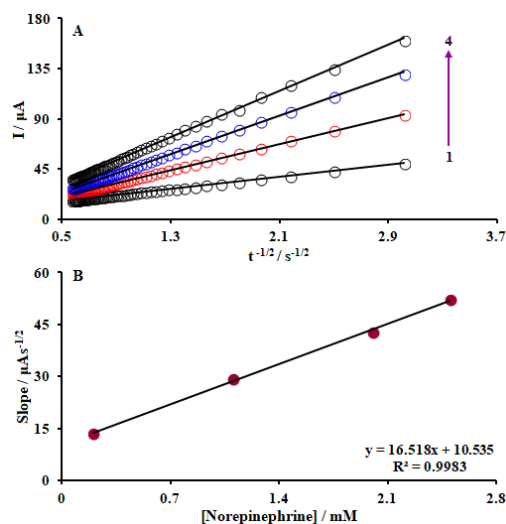 A
180
135
90
45
0
I / µA
4
1
0.5 1.3 2.1 2.9 3.7
t -1/2 / s-1/2
B
60
45
30
15
0
Slope / µAs-1/2
y = 16.518x + 10.535
R² = 0.9983
0 0.7 1.4 2.1 2.8
[Norepinephrine] / mM